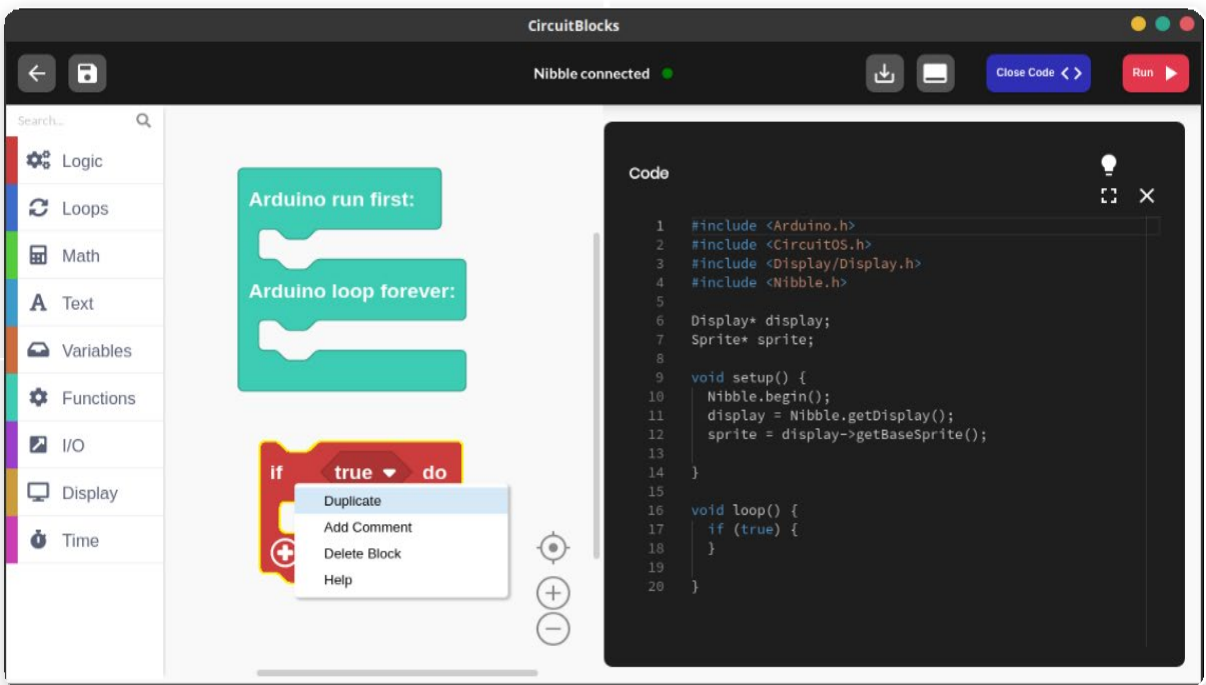 CircuitBlocks
Nibble connected
Close Code
Run
Search...
Logic
Loops
Math
Text
Variables
Functions
I/O
Display
Time
Arduino run first:
Arduino loop forever:
if true do
Duplicate
Add Comment
Delete Block
Help
Code
1 #include <Arduino.h>
2 #include <CircuitOS.h>
3 #include <Display/Display.h>
4 #include <Nibble.h>
5
6 Display* display;
7 Sprite* sprite;
8
9 void setup() {
10 Nibble.begin();
11 display = Nibble.getDisplay();
12 sprite = display->getBaseSprite();
13
14 }
15
16 void loop() {
17 if (true) {
18 }
19
20 }